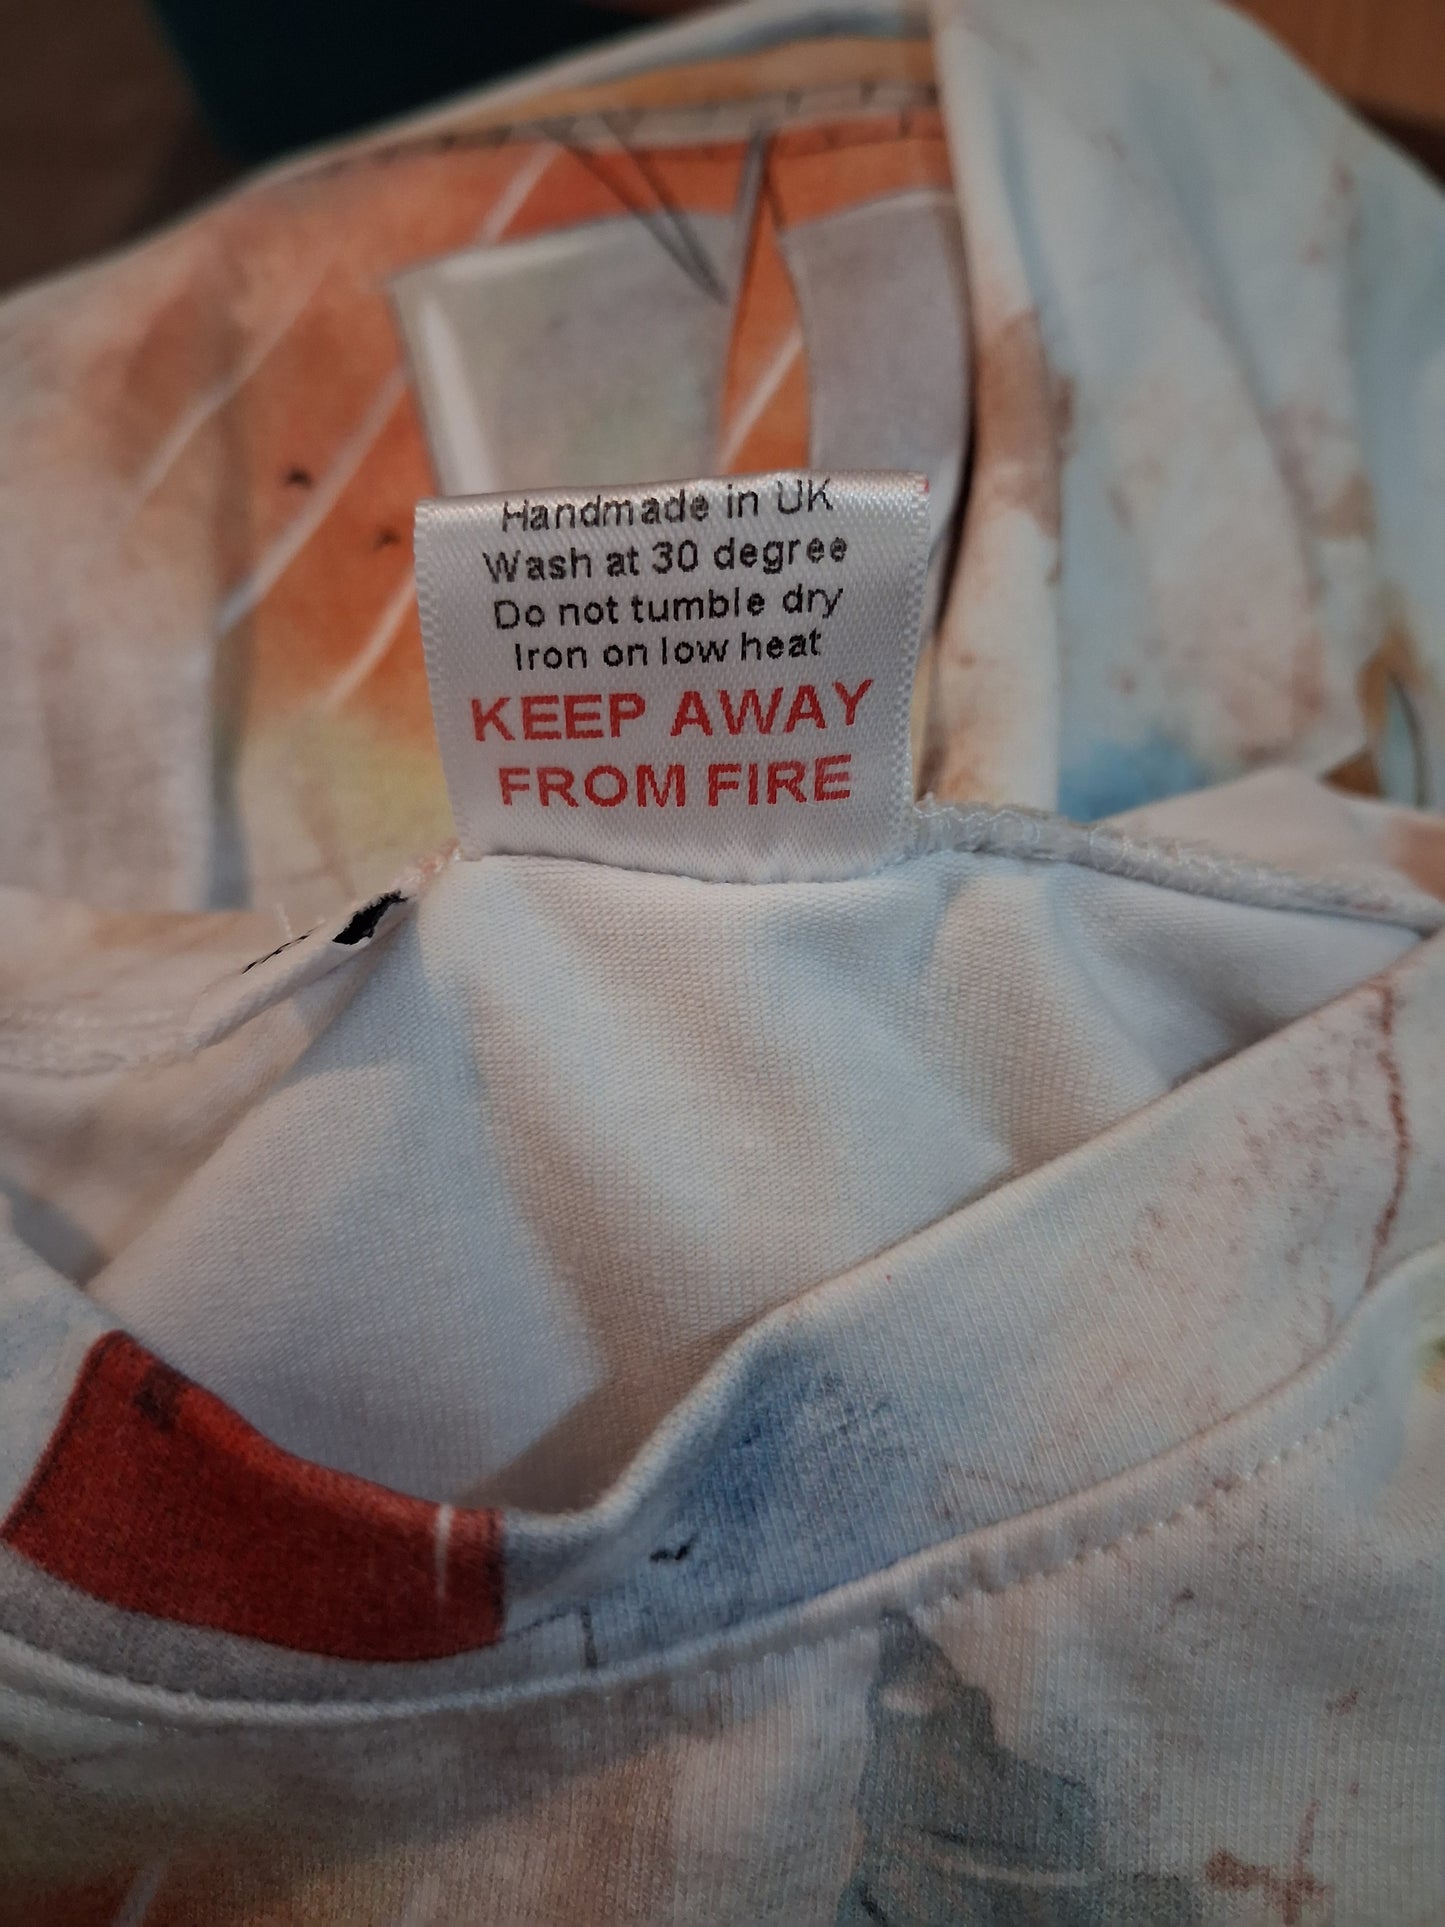 Handmade in UK
Wash at 30 degree
Do not tumble dry
Iron on low heat
KEEP AWAY
FROM FIRE